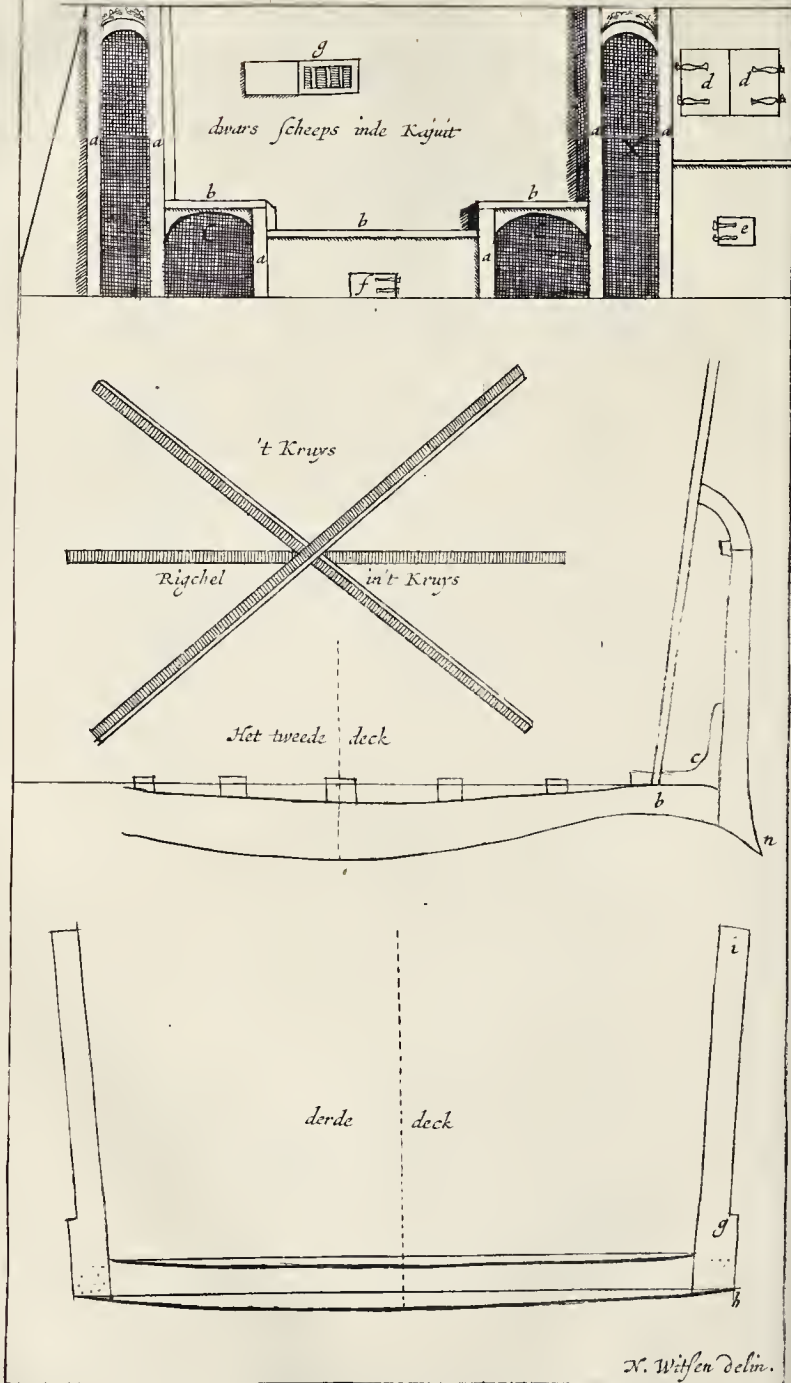 g
d d
dwars scheeps inde Kajuit
a a a a
b b
b
C C
e
a a
f
't Kruys
Rigchel in't Kruys
Het tweede deck
c
b
n
i
derde deck
g
h
N. Witsen delin.